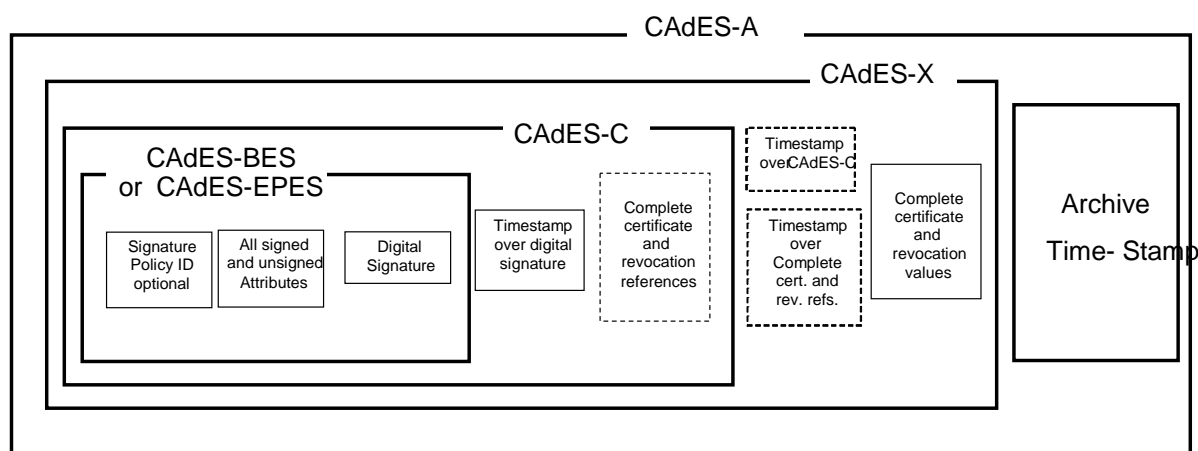 CAdES-A
CAdES-X
CAdES-C
CAdES-BES
or CAdES-EPES
Signature
Policy ID
optional
All signed
and unsigned
Attributes
Digital
Signature
Timestamp
over digital
signature
Complete
certificate
and
revocation
references
Timestamp
overCAdES-C
Timestamp
over
Complete
cert. and
rev. refs.
Complete
certificate
and
revocation
values
Archive
Time- Stamp